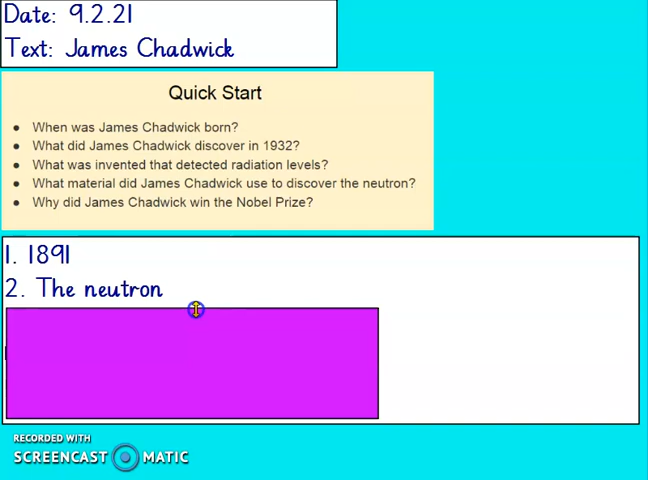 Date: 9.2.21
Text: James Chadwick
Quick Start
• When was James Chadwick born?
• What did James Chadwick discover in 1932?
• What was invented that detected radiation levels?
• What material did James Chadwick use to discover the neutron?
• Why did James Chadwick win the Nobel Prize?
1. 1891
2. The neutron
RECORDED WITH
SCREENCAST MATIC